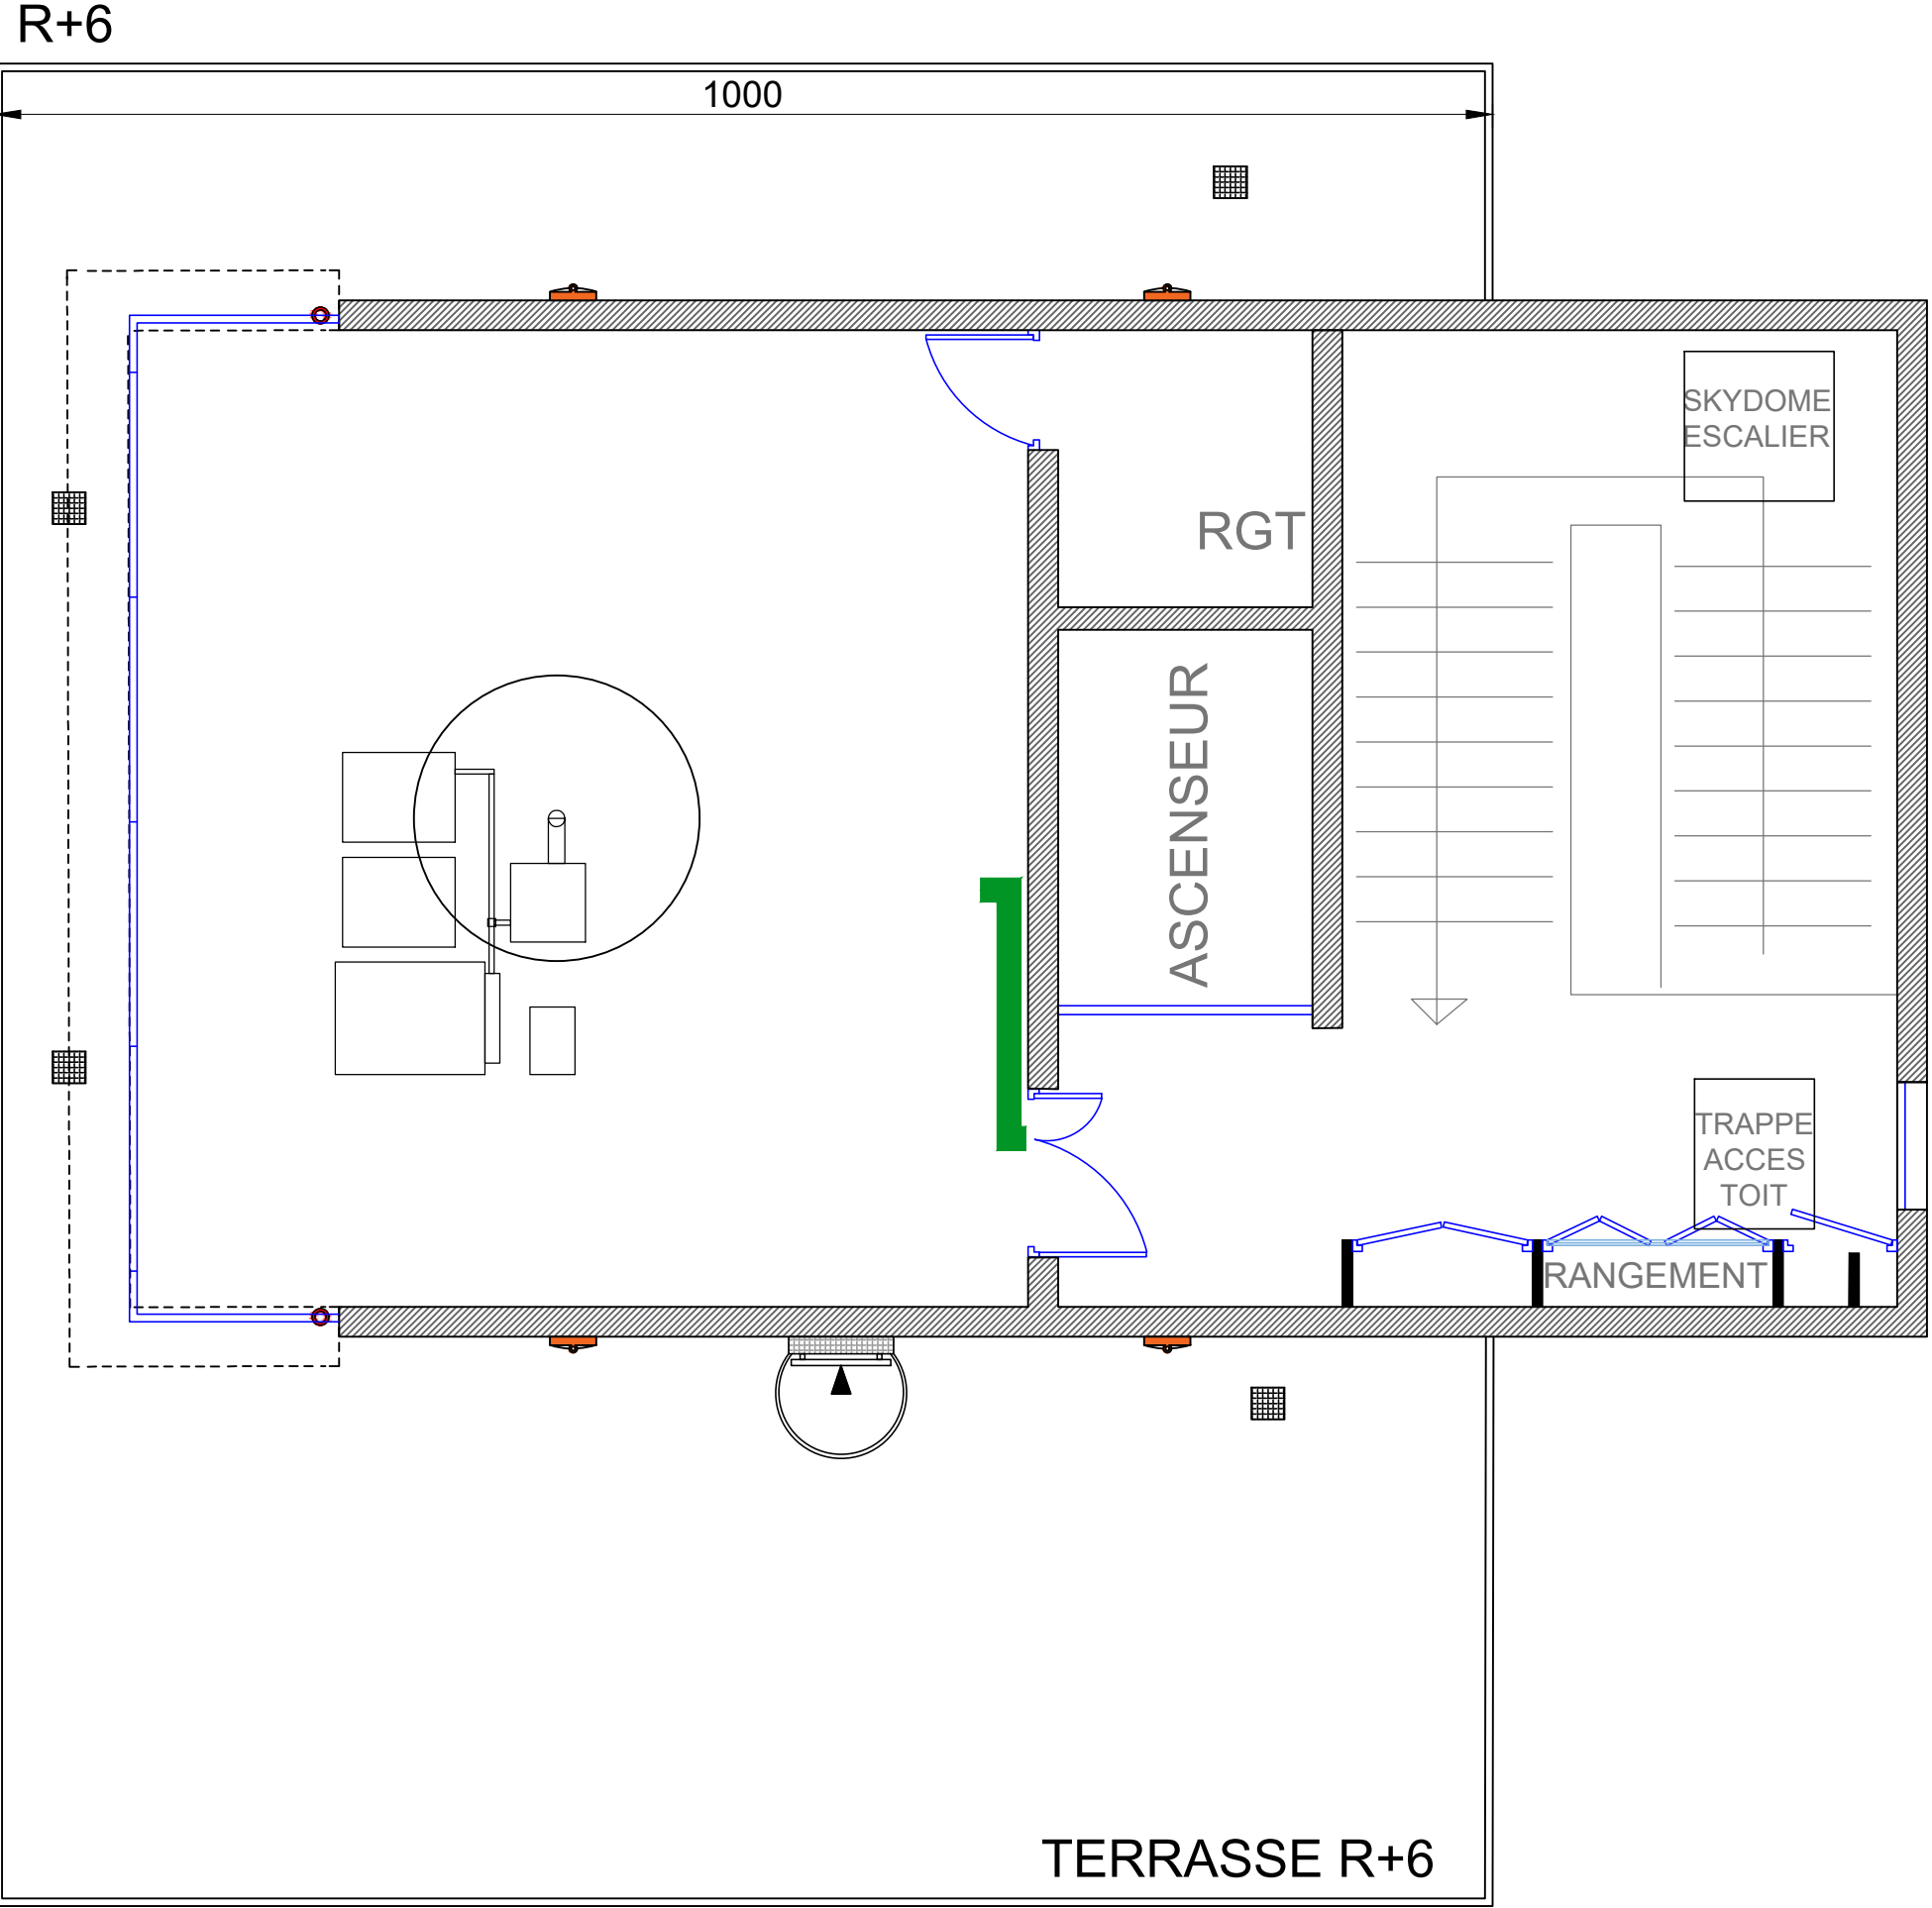 R+6
1000
SKYDOME
ESCALIER
RGT
ASCENSEUR
TRAPPE
ACCES
TOIT
RANGEMENT
TERRASSE R+6